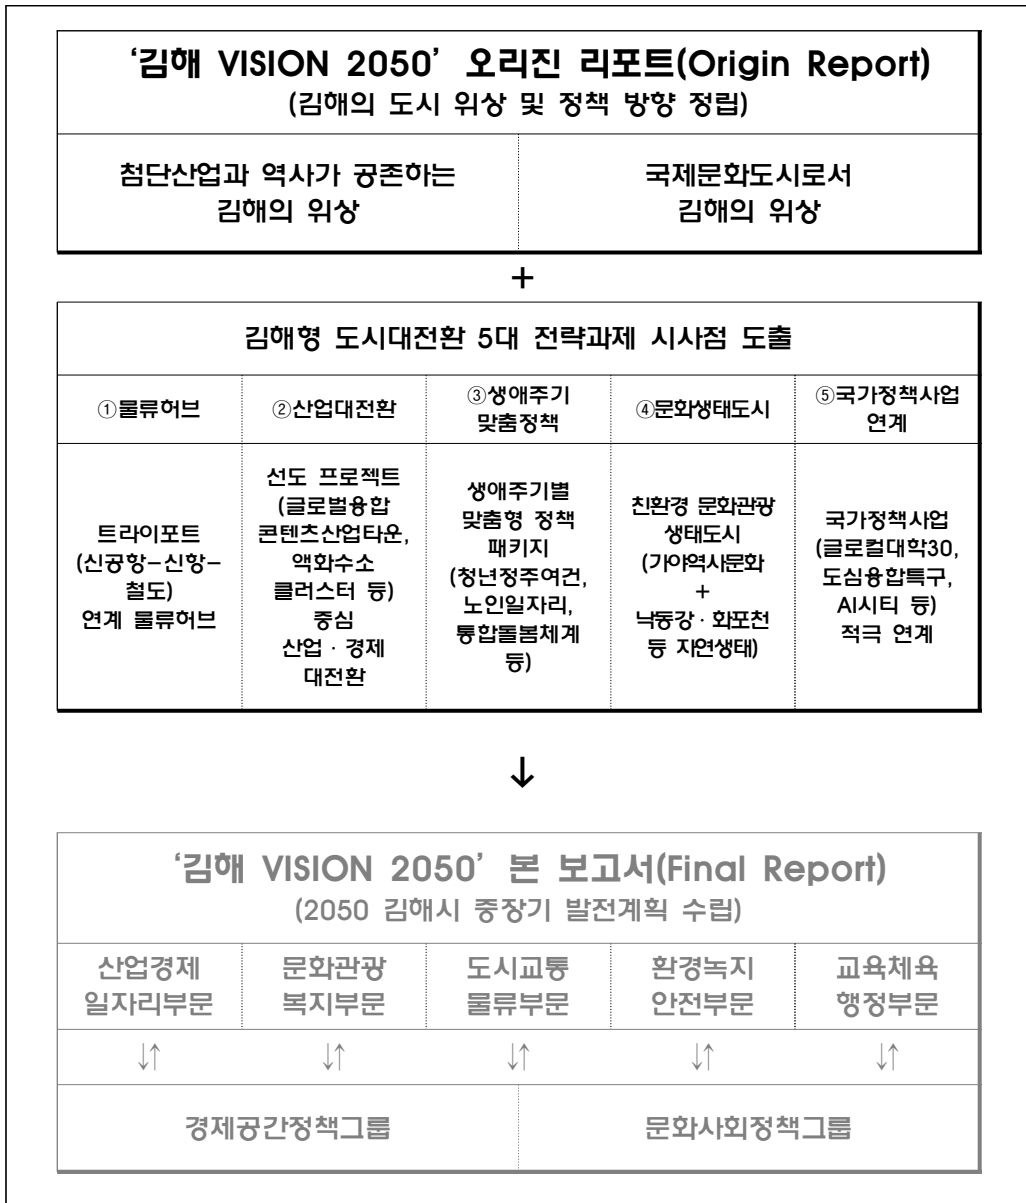 ‘김해 VISION 2050’ 오리진 리포트(Origin Report)
(김해의 도시 위상 및 정책 방향 정립)
첨단산업과 역사가 공존하는
김해의 위상
국제문화도시로서
김해의 위상
+
김해형 도시대전환 5대 전략과제 시사점 도출
①물류허브
②산업대전환
③생애주기
맞춤정책
④문화생태도시
⑤국가정책사업
연계
트라이포트
(신공항-신항-
철도)
연계 물류허브
선도 프로젝트
(글로벌융합
콘텐츠산업타운,
액화수소
클러스터 등)
중심
산업·경제
대전환
생애주기별
맞춤형 정책
패키지
(청년정주여건,
노인일자리,
통합돌봄체계
등)
친환경 문화관광
생태도시
(가야역사문화
+
낙동강·화포천
등 자연생태)
국가정책사업
(글로컬대학30,
도심융합특구,
AI시티 등)
적극 연계
↓
‘김해 VISION 2050’ 본 보고서(Final Report)
(2050 김해시 중장기 발전계획 수립)
산업경제
일자리부문
문화관광
복지부문
도시교통
물류부문
환경녹지
안전부문
교육체육
행정부문
↓↑ ↓↑ ↓↑ ↓↑ ↓↑
경제공간정책그룹
문화사회정책그룹